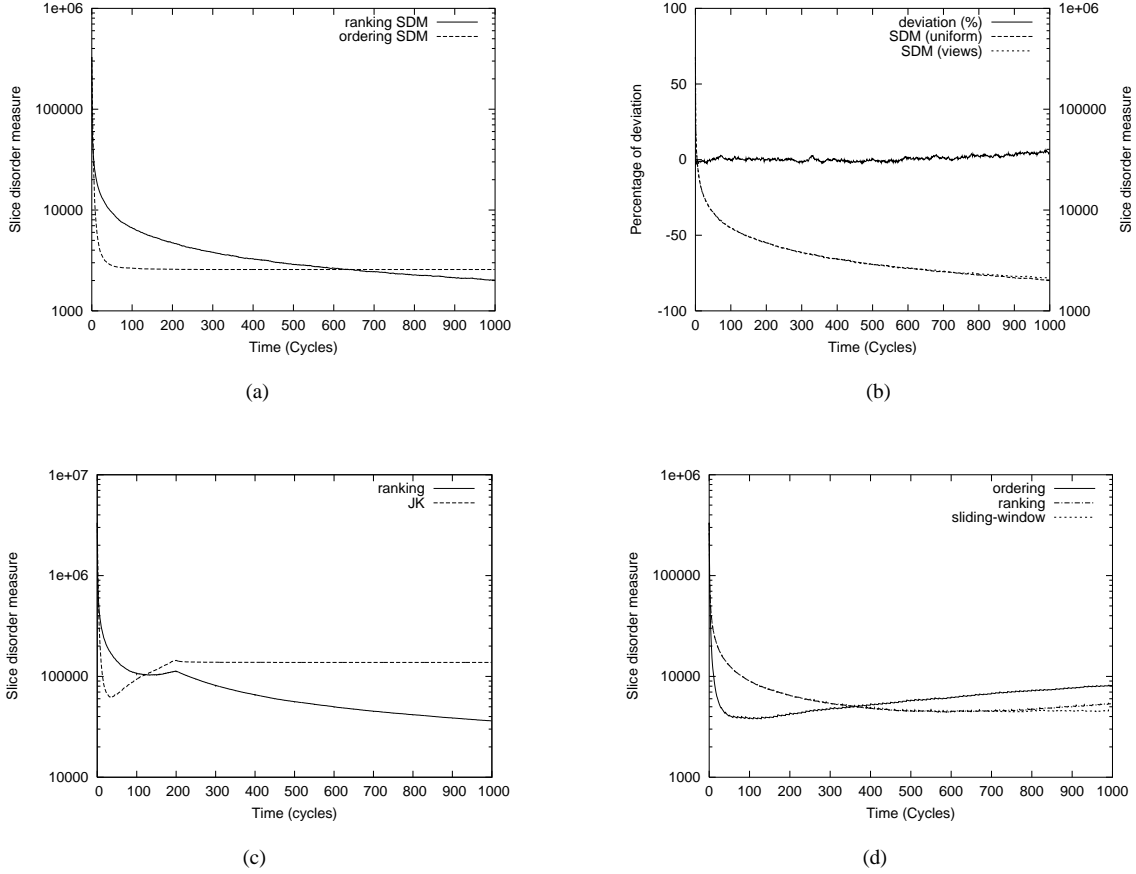 1e+06
100000
10000
1000
Slice disorder measure
ranking SDM
ordering SDM
0 100 200 300 400 500 600 700 800 900 1000
Time (Cycles)
(a)
100
50
0
-50
-100
Percentage of deviation
deviation (%)
SDM (uniform)
SDM (views)
1e+06
100000
10000
1000
Slice disorder measure
0 100 200 300 400 500 600 700 800 900 1000
Time (Cycles)
(b)
1e+07
1e+06
100000
10000
Slice disorder measure
ranking
JK
0 100 200 300 400 500 600 700 800 900 1000
Time (cycles)
(c)
1e+06
100000
10000
1000
Slice disorder measure
ordering
ranking
sliding-window
0 100 200 300 400 500 600 700 800 900 1000
Time (Cycles)
(d)